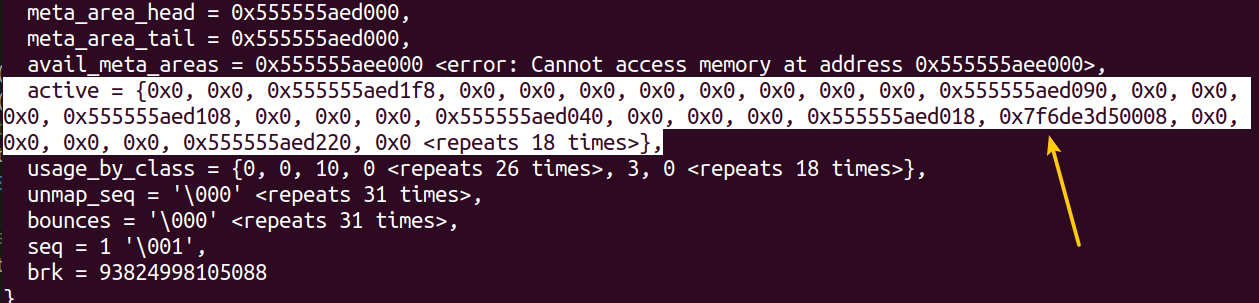 meta_area_head = 0x555555aed000,
meta_area_tail = 0x555555aed000,
avail_meta_areas = 0x555555aee000 <error: Cannot access memory at address 0x555555aee000>,
active = {0x0, 0x0, 0x555555aed1f8, 0x0, 0x0, 0x0, 0x0, 0x0, 0x0, 0x0, 0x0, 0x555555aed090, 0x0, 0x0,
0x0, 0x555555aed108, 0x0, 0x0, 0x0, 0x555555aed040, 0x0, 0x0, 0x0, 0x555555aed018, 0x7f6de3d50008, 0x0,
0x0, 0x0, 0x0, 0x555555aed220, 0x0 <repeats 18 times>},
usage_by_class = {0, 0, 10, 0 <repeats 26 times>, 3, 0 <repeats 18 times>},
unmap_seq = '\000' <repeats 31 times>,
bounces = '\000' <repeats 31 times>,
seq = 1 '\001',
brk = 93824998105088
}